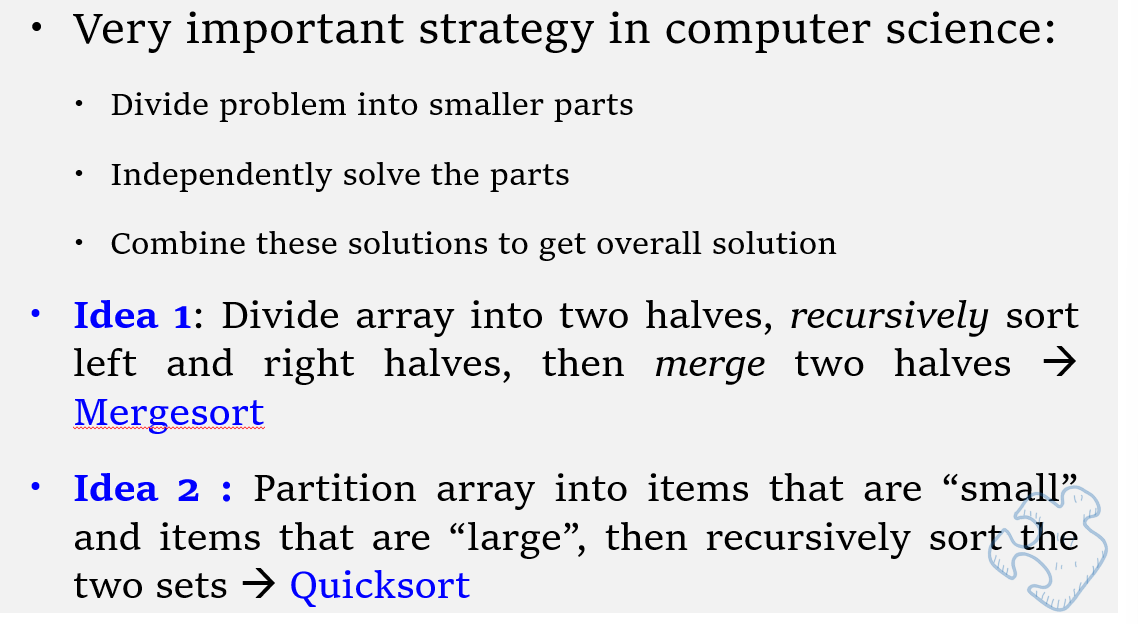 • Very important strategy in computer science:
• Divide problem into smaller parts
• Independently solve the parts
• Combine these solutions to get overall solution
• Idea 1: Divide array into two halves, recursively sort
left and right halves, then merge two halves →
Mergesort
• Idea 2 : Partition array into items that are “small”
and items that are “large”, then recursively sort the
two sets → Quicksort